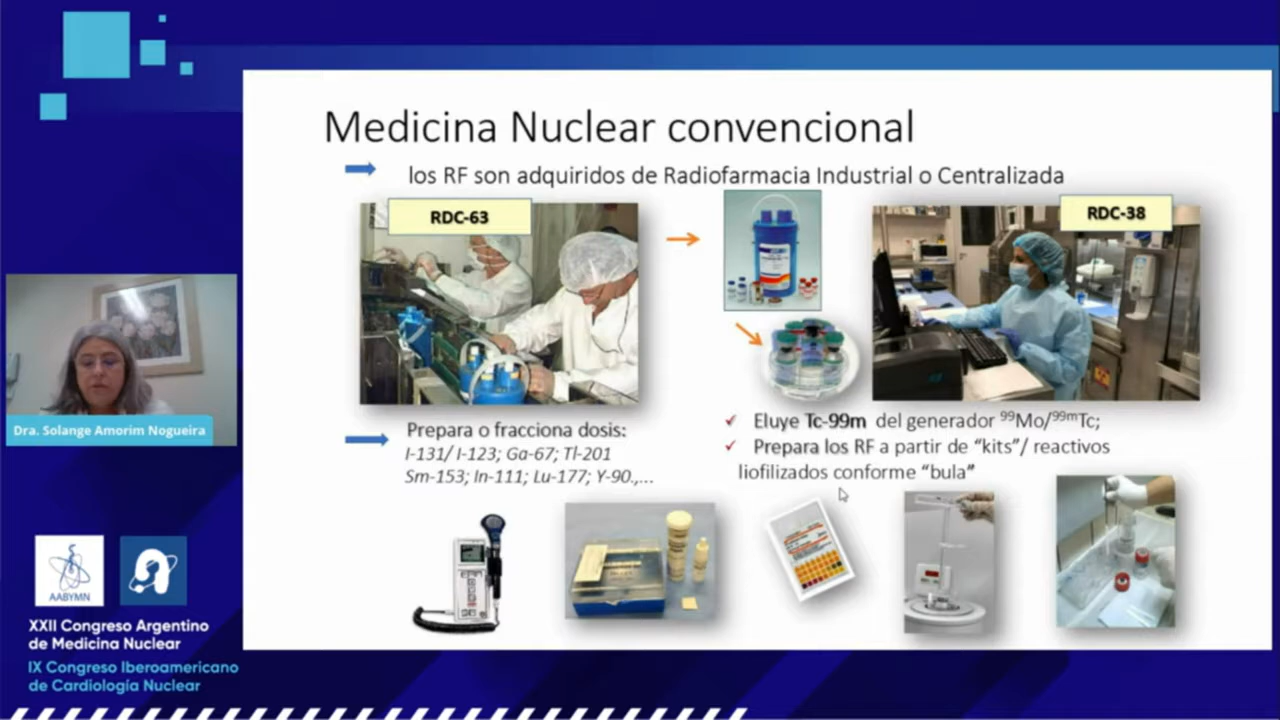 Medicina Nuclear convencional
los RF son adquiridos de Radiofarmacia Industrial o Centralizada
RDC-63
RDC-38
Prepara o fracciona dosis:
I-131/ I-123; Ga-67; Tl-201
Sm-153; In-111; Lu-177; Y-90.,...
✓ Eluye Tc-99m del generador ⁹⁹Mo/⁹⁹ᵐTc;
✓ Prepara los RF a partir de “kits”/ reactivos
liofilizados conforme “bula”
Dra. Solange Amorim Nogueira
AABYMN
XXII Congreso Argentino
de Medicina Nuclear
IX Congreso Iberoamericano
de Cardiología Nuclear